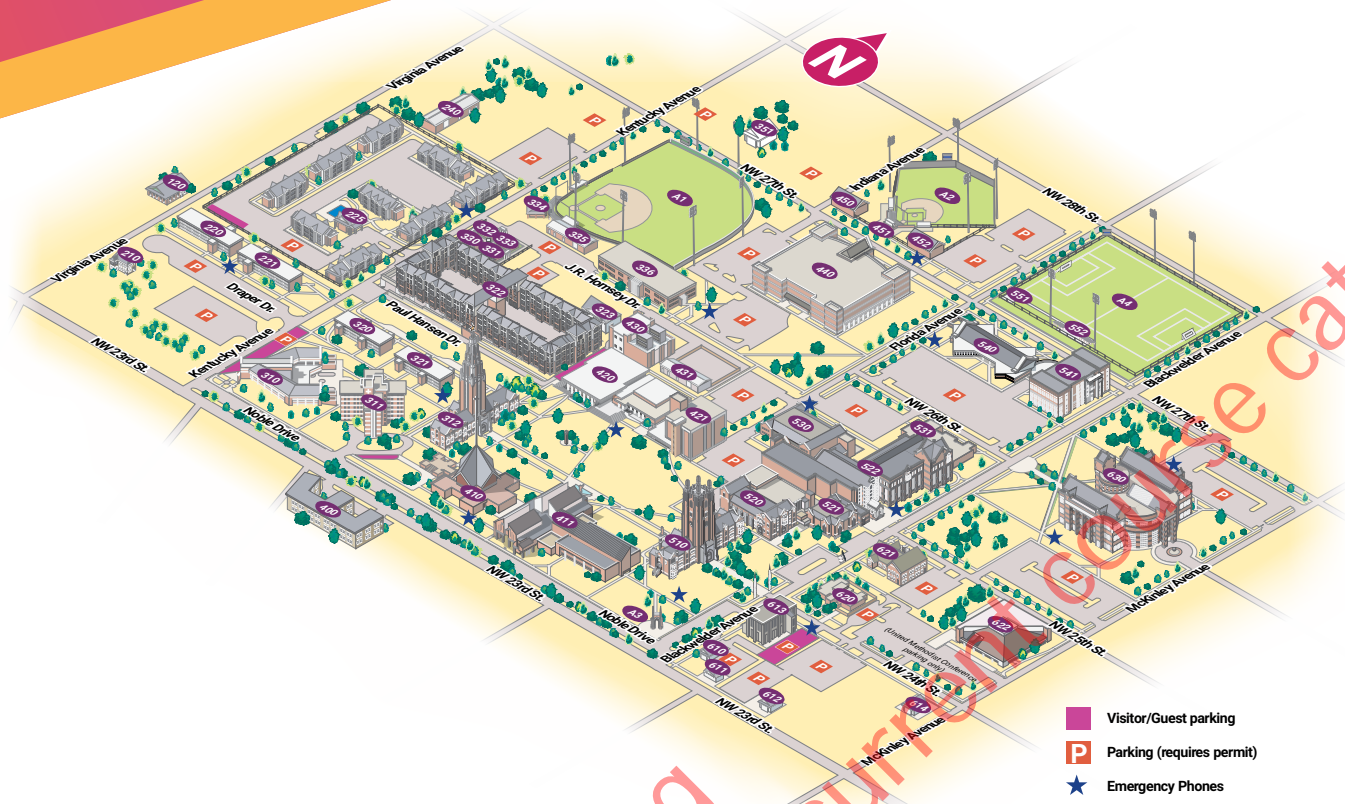 N
Virginia Avenue
240
Kentucky Avenue
P
P
351
120
P
NW 27th St.
P
Indiana Avenue
225
334
A1
450
A2
NW 28th St.
220
332
333
330
331
335
451
452
P
Virginia Avenue
210
221
P
P
P
336
P
440
P
P
J.R. Homsey Dr.
322
551
A4
Draper Dr.
Paul Hansen Dr.
323
430
P
552
P
320
Florida Avenue
540
NW 23rd St.
Kentucky Avenue
P
321
310
420
431
541
Blackwelder Avenue
311
P
P
P
NW 26th St.
NW 27th St.
Noble Drive
312
421
530
531
P
522
630
P
410
520
521
400
411
510
621
P
NW 23rd St.
P
620
McKinley Avenue
A3
613
P
622
NW 25th St.
Noble Drive
Blackwelder Avenue
(United Methodist Conference
parking only)
610
P
P
P
611
P
NW 24th St.
612
614
NW 23rd St.
McKinley Avenue
Visitor/Guest parking
P
Parking (requires permit)
Emergency Phones
current course cat
g